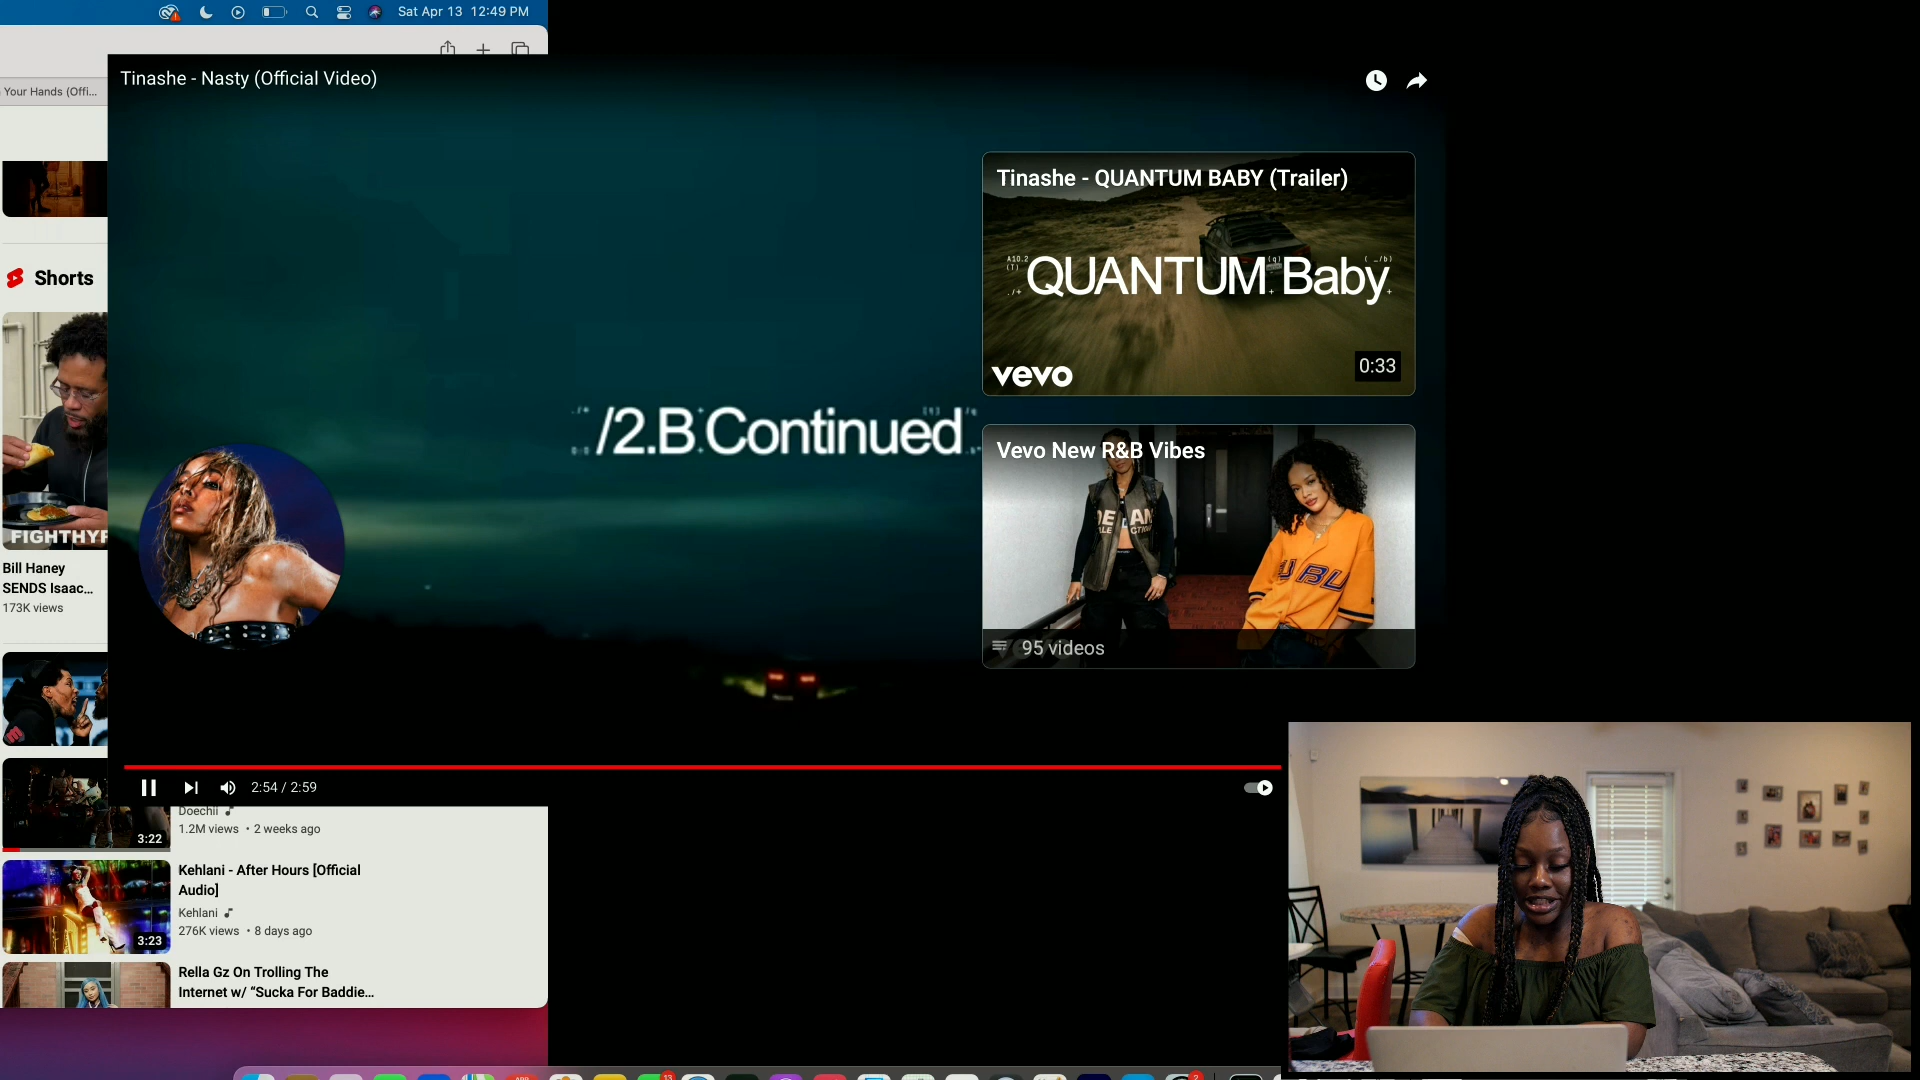 Sat Apr 13 12:49 PM
Your Hands (Offi...
Tinashe - Nasty (Official Video)
Tinashe - QUANTUM BABY (Trailer)
QUANTUM Baby
vevo
0:33
/2.B Continued
Vevo New R&B Vibes
95 videos
Shorts
FIGHTHYP
Bill Haney
SENDS Isaac...
173K views
2:54 / 2:59
Doechii
1.2M views • 2 weeks ago
3:22
Kehlani - After Hours [Official
Audio]
Kehlani
276K views • 8 days ago
3:23
Rella Gz On Trolling The
Internet w/ “Sucka For Baddie...